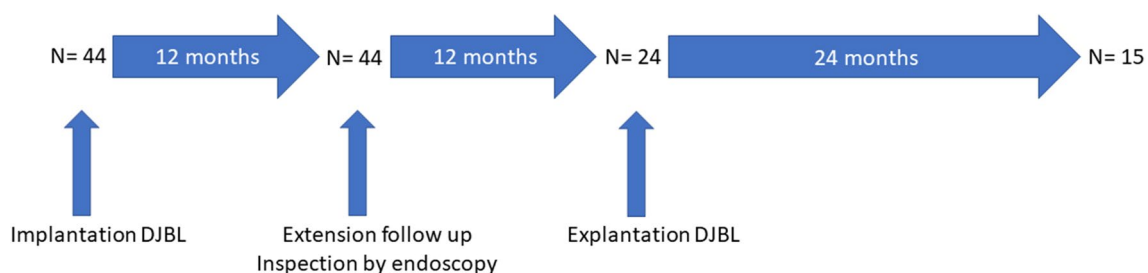 N= 44
12 months
N= 44
12 months
N= 24
24 months
N= 15
Implantation DJBL
Extension follow up
Inspection by endoscopy
Explantation DJBL